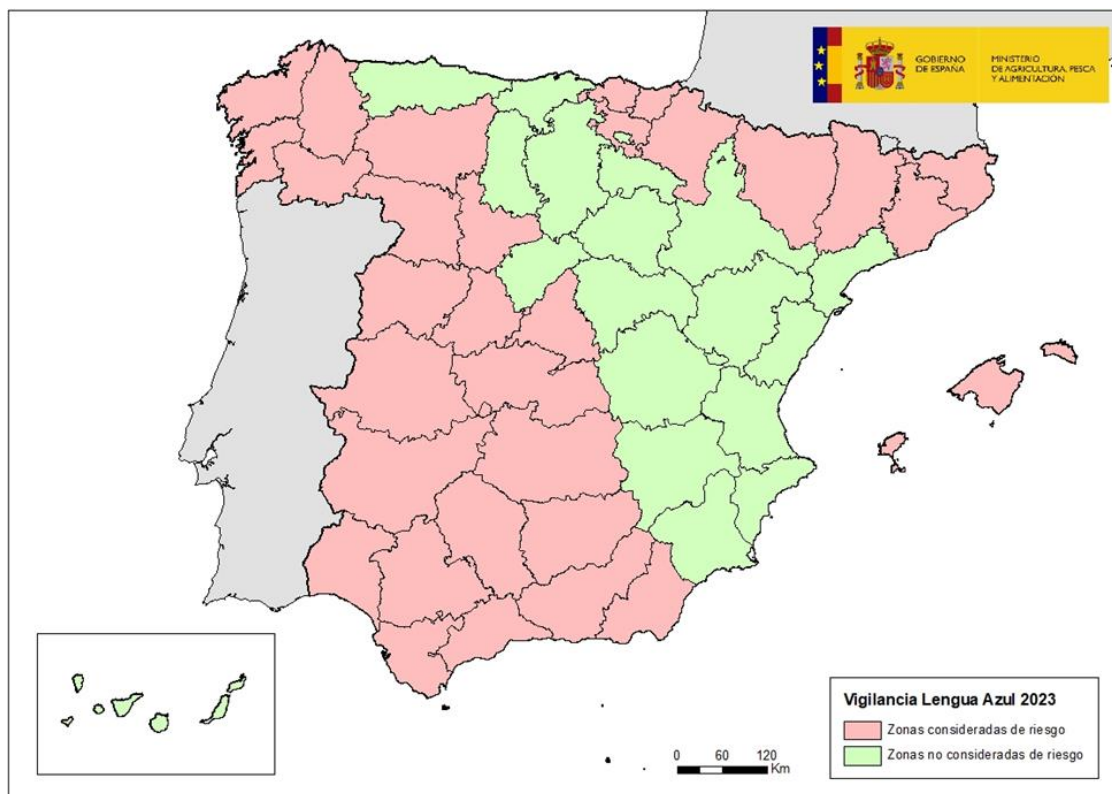 GOBIERNO
DE ESPAÑA
MINISTERIO
DE AGRICULTURA, PESCA
Y ALIMENTACIÓN
Vigilancia Lengua Azul 2023
Zonas consideradas de riesgo
Zonas no consideradas de riesgo
0 60 120
Km